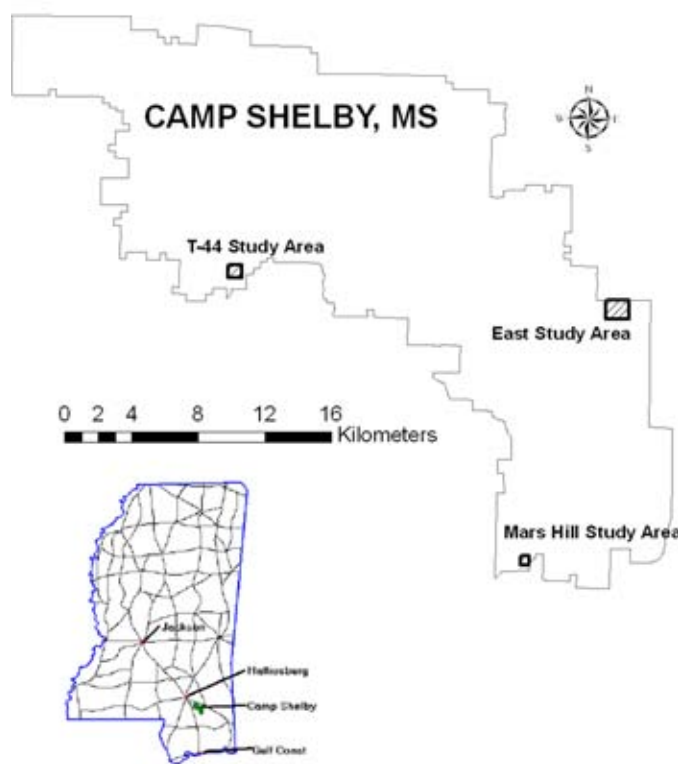 CAMP SHELBY, MS
N
W E
S
T-44 Study Area
East Study Area
0 2 4 8 12 16
Kilometers
Mars Hill Study Area
Jackson
Hattiesburg
Camp Shelby
Gulf Coast